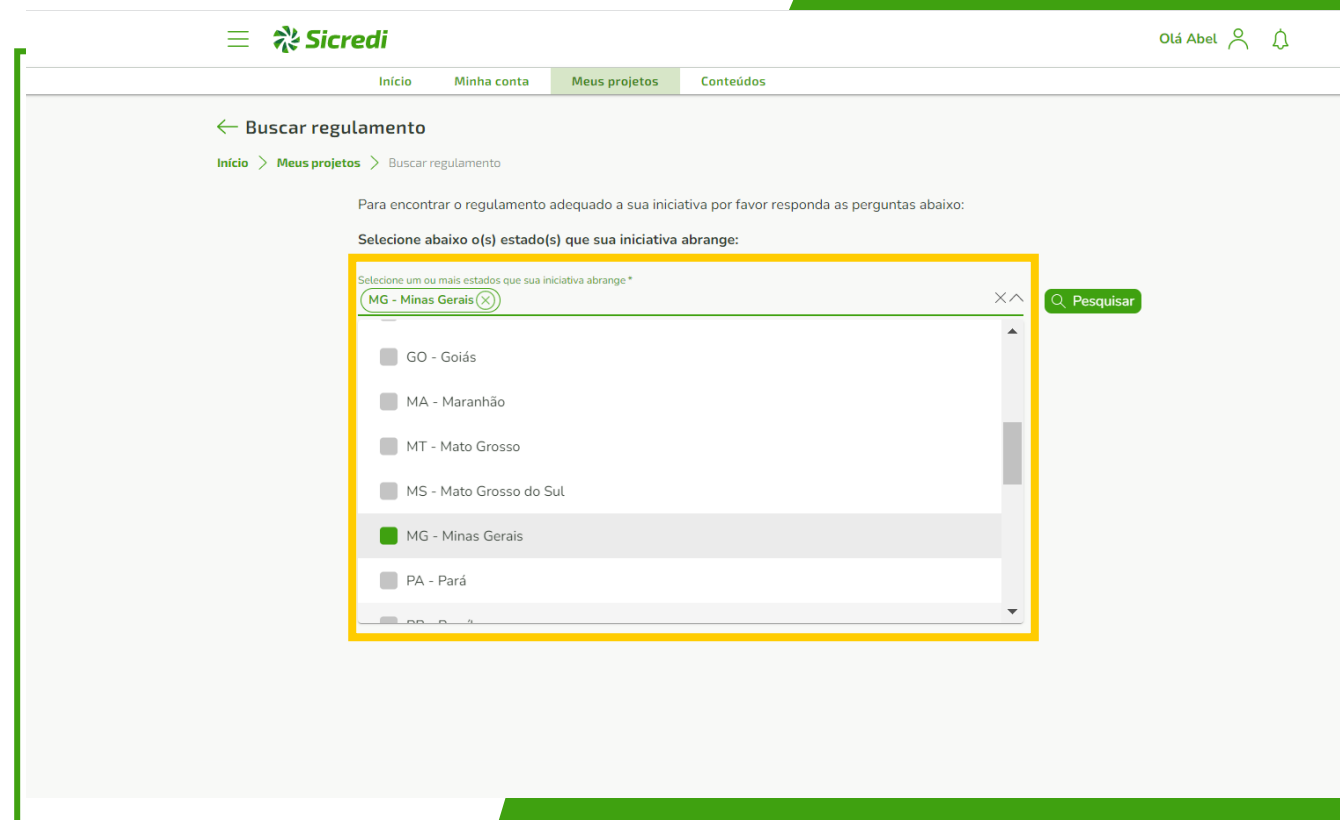 Sicredi
Olá Abel
Início Minha conta Meus projetos Conteúdos
Buscar regulamento
Início Meus projetos Buscar regulamento
Para encontrar o regulamento adequado a sua iniciativa por favor responda as perguntas abaixo:
Selecione abaixo o(s) estado(s) que sua iniciativa abrange:
Selecione um ou mais estados que sua iniciativa abrange *
MG - Minas Gerais
Pesquisar
GO - Goiás
MA - Maranhão
MT - Mato Grosso
MS - Mato Grosso do Sul
MG - Minas Gerais
PA - Pará